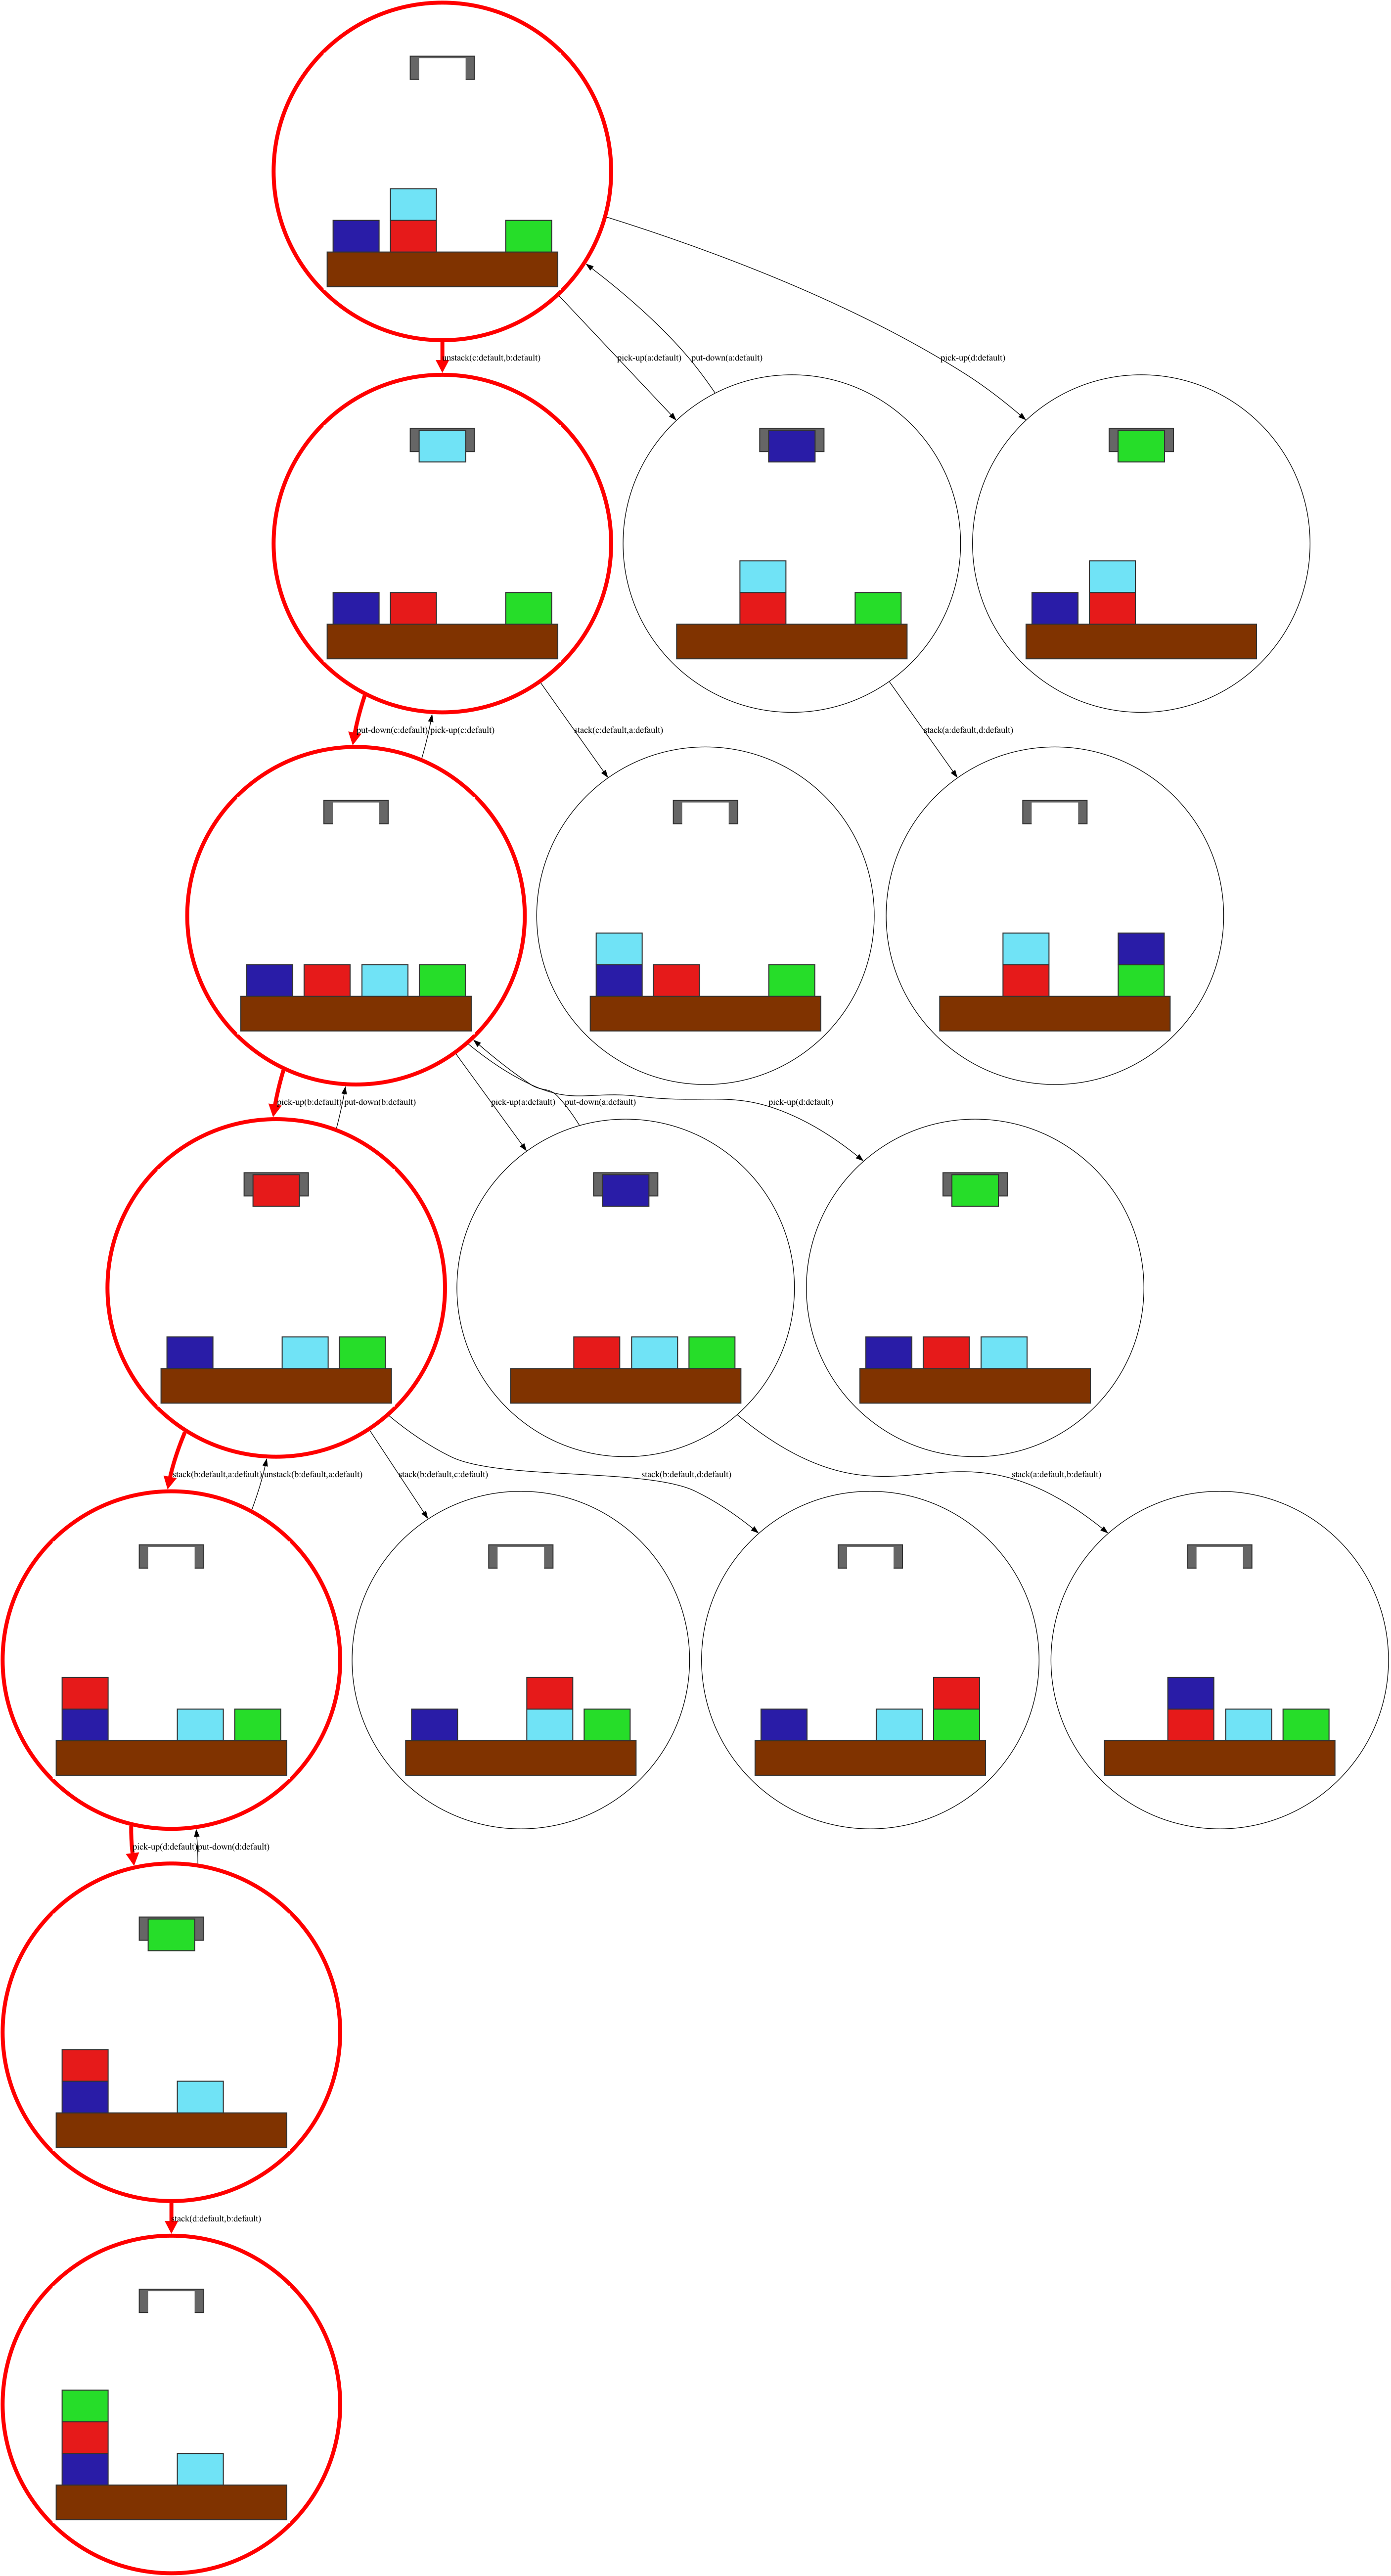 unstack(c:default,b:default)
pick-up(a:default)
put-down(a:default)
pick-up(d:default)
put-down(c:default)
pick-up(c:default)
stack(c:default,a:default)
stack(a:default,d:default)
pick-up(b:default)
put-down(b:default)
pick-up(a:default)
put-down(a:default)
pick-up(d:default)
stack(b:default,a:default)
unstack(b:default,a:default)
stack(b:default,c:default)
stack(b:default,d:default)
stack(a:default,b:default)
pick-up(d:default)
put-down(d:default)
stack(d:default,b:default)